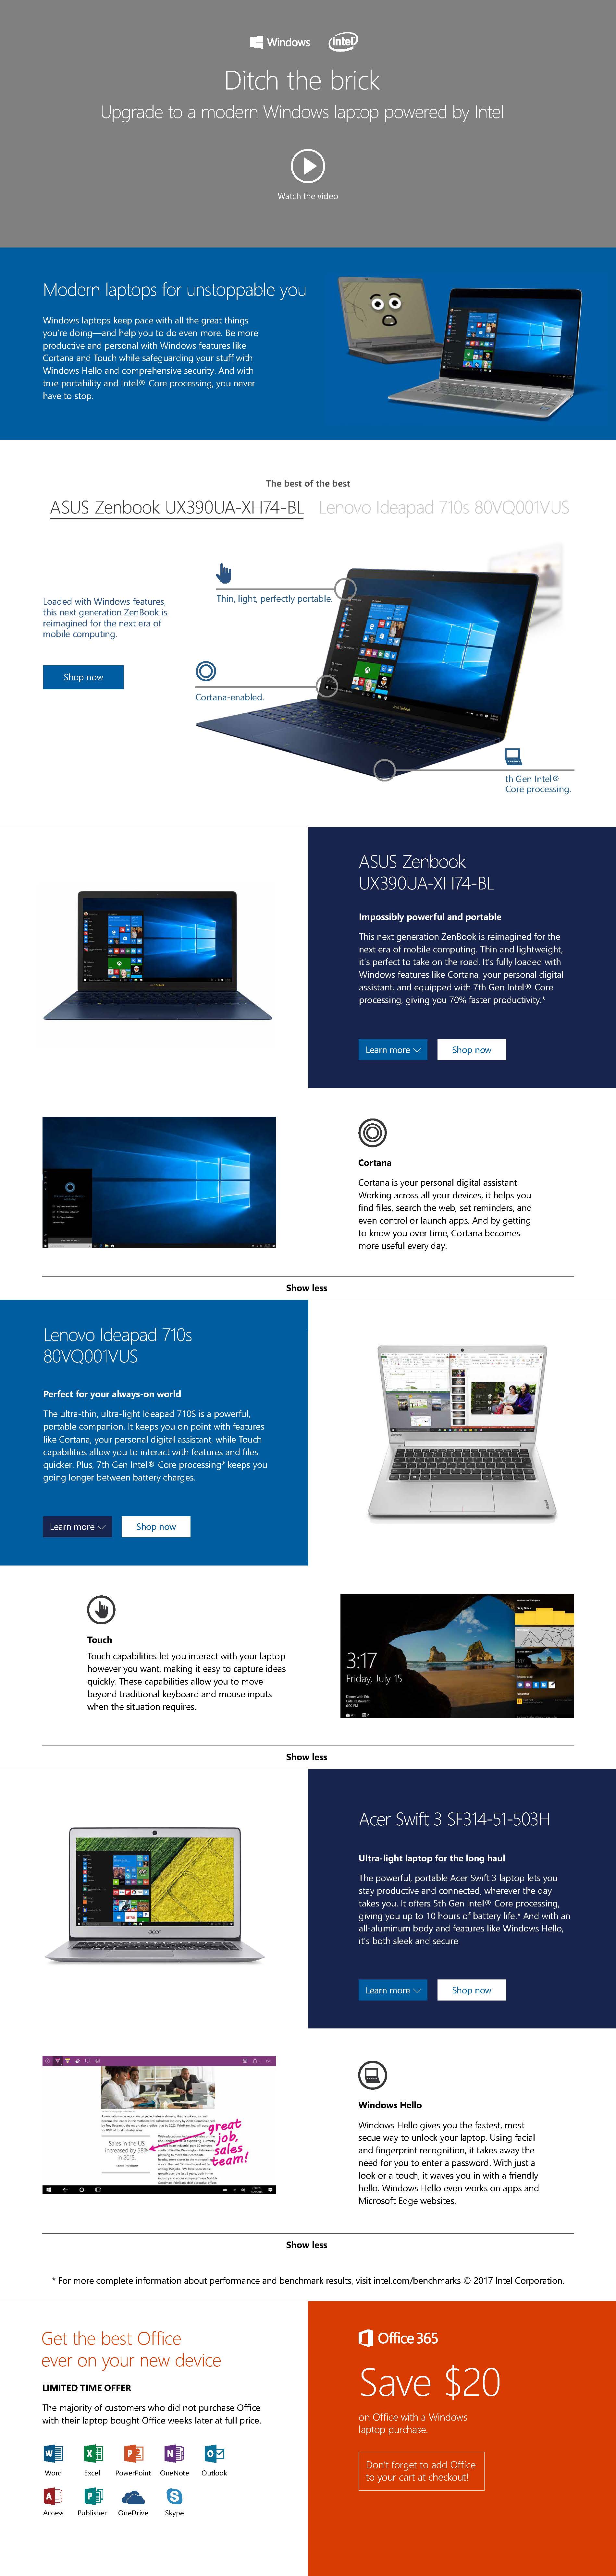 Windows intel
Ditch the brick
Upgrade to a modern Windows laptop powered by Intel
Watch the video
Modern laptops for unstoppable you
Windows laptops keep pace with all the great things
you're doing—and help you to do even more. Be more
productive and personal with Windows features like
Cortana and Touch while safeguarding your stuff with
Windows Hello and comprehensive security. And with
true portability and Intel® Core processing, you never
have to stop.
The best of the best
ASUS Zenbook UX390UA-XH74-BL Lenovo Ideapad 710s 80VQ001VUS
Thin, light, perfectly portable.
Loaded with Windows features,
this next generation ZenBook is
reimagined for the next era of
mobile computing.
Shop now
Cortana-enabled.
th Gen Intel®
Core processing.
ASUS Zenbook
UX390UA-XH74-BL
Impossibly powerful and portable
This next generation ZenBook is reimagined for the
next era of mobile computing. Thin and lightweight,
it's perfect to take on the road. It's fully loaded with
Windows features like Cortana, your personal digital
assistant, and equipped with 7th Gen Intel® Core
processing, giving you 70% faster productivity.*
Learn more Shop now
Cortana
Cortana is your personal digital assistant.
Working across all your devices, it helps you
find files, search the web, set reminders, and
even control or launch apps. And by getting
to know you over time, Cortana becomes
more useful every day.
Show less
Lenovo Ideapad 710s
80VQ001VUS
Perfect for your always-on world
The ultra-thin, ultra-light Ideapad 710S is a powerful,
portable companion. It keeps you on point with features
like Cortana, your personal digital assistant, while Touch
capabilities allow you to interact with features and files
quicker. Plus, 7th Gen Intel® Core processing* keeps you
going longer between battery charges.
Learn more Shop now
Touch
Touch capabilities let you interact with your laptop
however you want, making it easy to capture ideas
quickly. These capabilities allow you to move
beyond traditional keyboard and mouse inputs
when the situation requires.
3:17
Friday, July 15
Dinner with Eric
Café Restaurant
6:00 PM
Show less
Acer Swift 3 SF314-51-503H
Ultra-light laptop for the long haul
The powerful, portable Acer Swift 3 laptop lets you
stay productive and connected, wherever the day
takes you. It offers 5th Gen Intel® Core processing,
giving you up to 10 hours of battery life.* And with an
all-aluminum body and features like Windows Hello,
it's both sleek and secure
acer
Learn more Shop now
Sales in the US
increased by 58%
in 2015.
great
job,
sales
team!
Windows Hello
Windows Hello gives you the fastest, most
secue way to unlock your laptop. Using facial
and fingerprint recognition, it takes away the
need for you to enter a password. With just a
look or a touch, it waves you in with a friendly
hello. Windows Hello even works on apps and
Microsoft Edge websites.
Show less
* For more complete information about performance and benchmark results, visit intel.com/benchmarks © 2017 Intel Corporation.
Get the best Office
ever on your new device
LIMITED TIME OFFER
The majority of customers who did not purchase Office
with their laptop bought Office weeks later at full price.
Word Excel PowerPoint OneNote Outlook
Access Publisher OneDrive Skype
Office 365
Save $20
on Office with a Windows
laptop purchase.
Don't forget to add Office
to your cart at checkout!